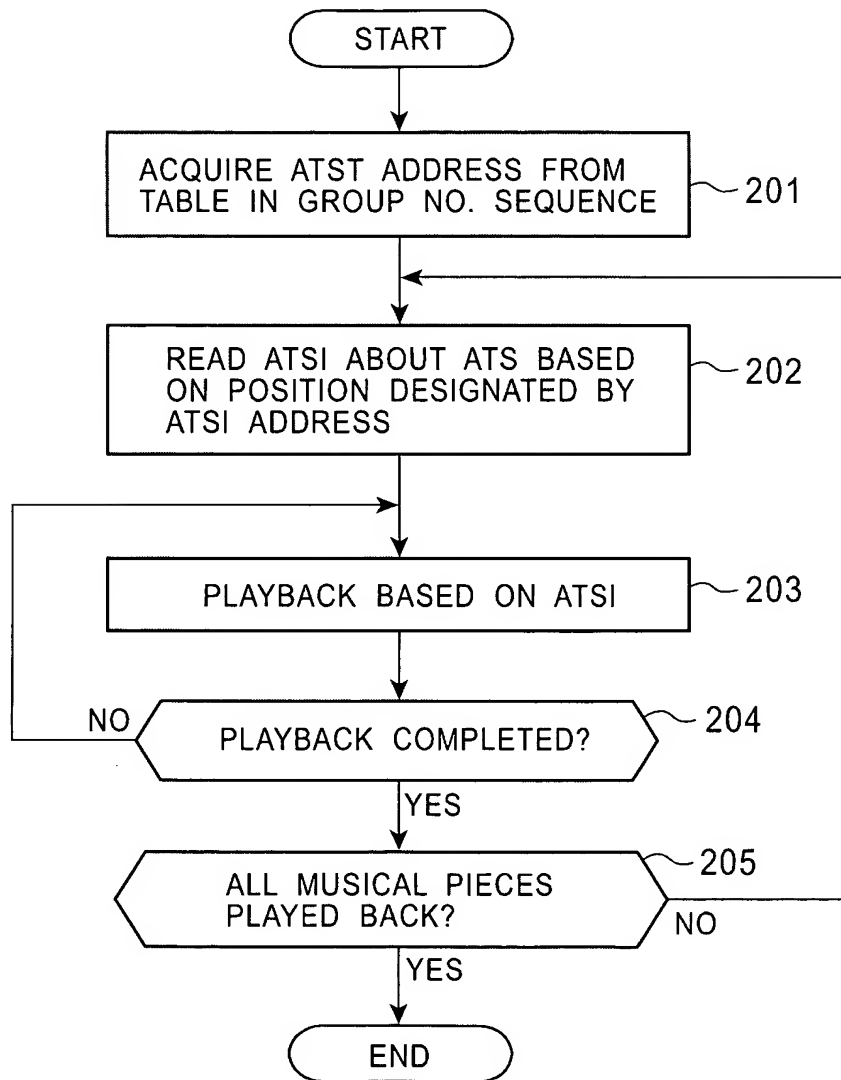 START
ACQUIRE ATST ADDRESS FROM
TABLE IN GROUP NO. SEQUENCE
201
READ ATSI ABOUT ATS BASED
ON POSITION DESIGNATED BY
ATSI ADDRESS
202
PLAYBACK BASED ON ATSI
203
NO
PLAYBACK COMPLETED?
204
YES
ALL MUSICAL PIECES
PLAYED BACK?
205
NO
YES
END